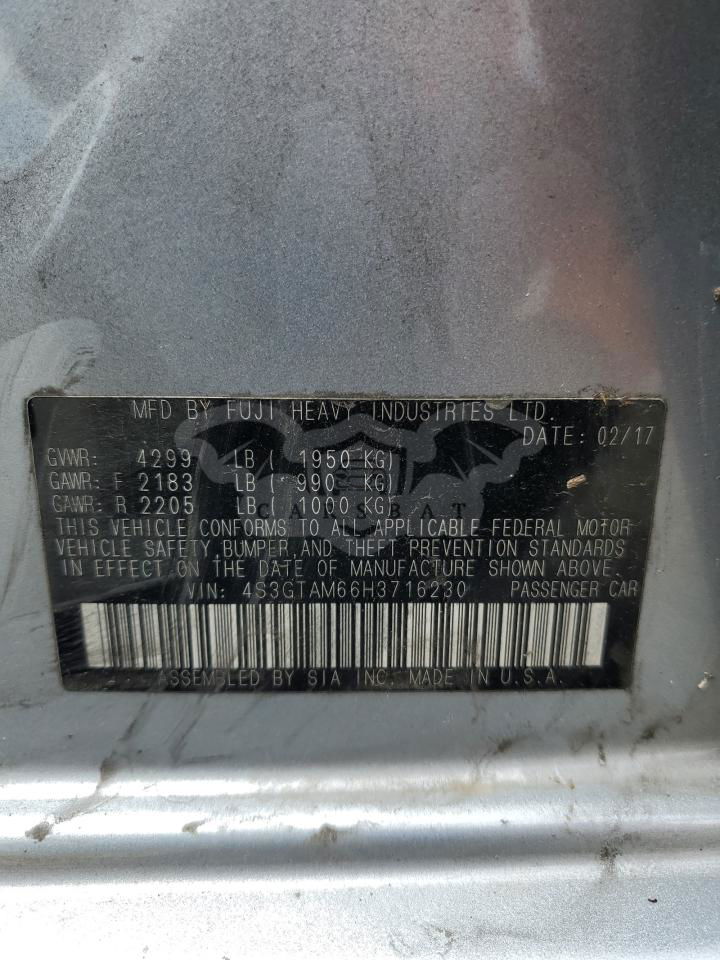 MFD BY FUJI HEAVY INDUSTRIES LTD.
DATE: 02/17
GVWR: 4299 LB ( 1950 KG)
GAWR: F 2183 LB ( 990 KG)
GAWR: R 2205 LB ( 1000 KG)
CARSBAT
THIS VEHICLE CONFORMS TO ALL APPLICABLE FEDERAL MOTOR
VEHICLE SAFETY, BUMPER, AND THEFT PREVENTION STANDARDS
IN EFFECT ON THE DATE OF MANUFACTURE SHOWN ABOVE.
VIN: 4S3GTAM66H3716230 PASSENGER CAR
ASSEMBLED BY SIA INC. MADE IN U.S.A.